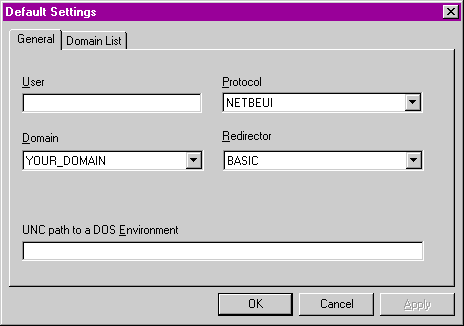 Default Settings
General Domain List
User Protocol
NETBEUI
Domain Redirector
YOUR_DOMAIN BASIC
UNC path to a DOS Environment
OK Cancel Apply